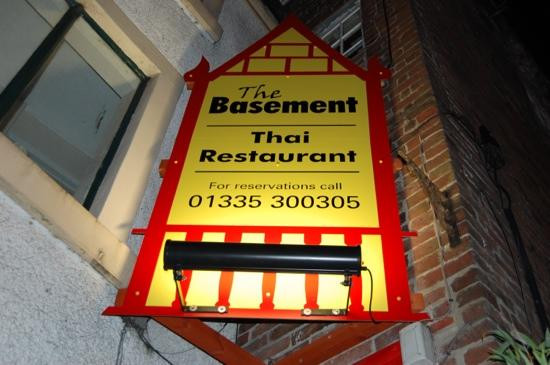 The
Basement
Thai
Restaurant
For reservations call
01335 300305